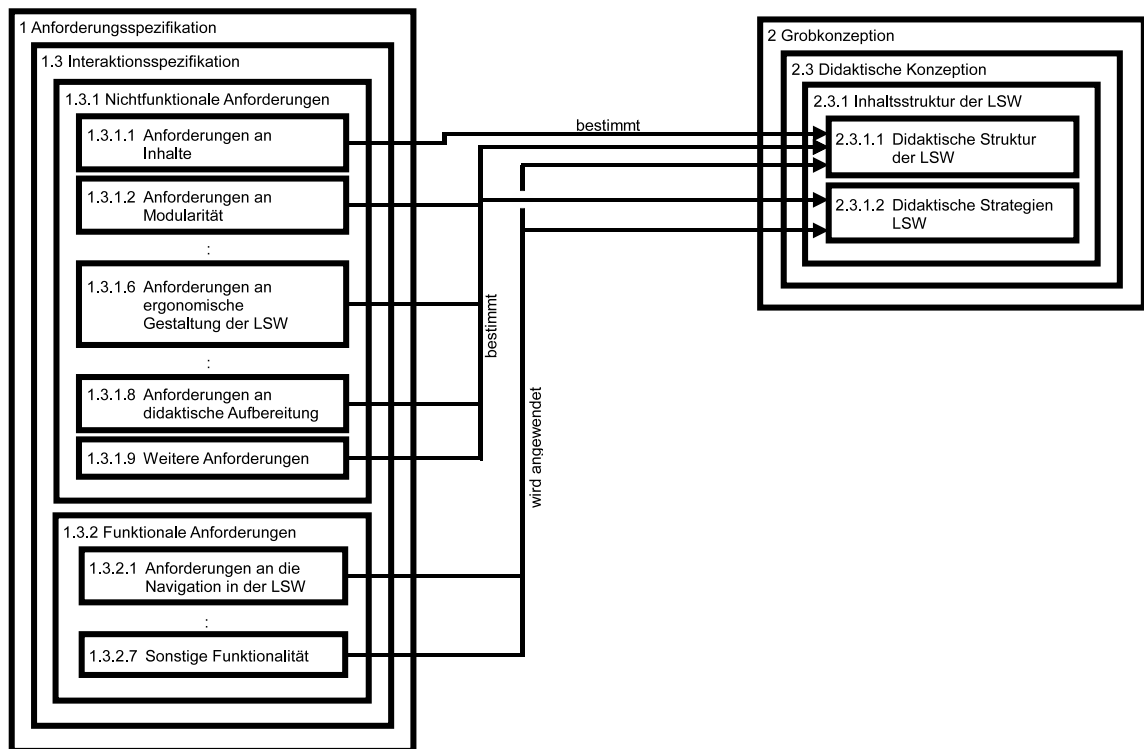 1 Anforderungsspezifikation
1.3 Interaktionsspezifikation
1.3.1 Nichtfunktionale Anforderungen
1.3.1.1 Anforderungen an
Inhalte
1.3.1.2 Anforderungen an
Modularität
:
1.3.1.6 Anforderungen an
ergonomische
Gestaltung der LSW
:
1.3.1.8 Anforderungen an
didaktische Aufbereitung
1.3.1.9 Weitere Anforderungen
1.3.2 Funktionale Anforderungen
1.3.2.1 Anforderungen an die
Navigation in der LSW
:
1.3.2.7 Sonstige Funktionalität
bestimmt
bestimmt
wird angewendet
2 Grobkonzeption
2.3 Didaktische Konzeption
2.3.1 Inhaltsstruktur der LSW
2.3.1.1 Didaktische Struktur
der LSW
2.3.1.2 Didaktische Strategien
LSW